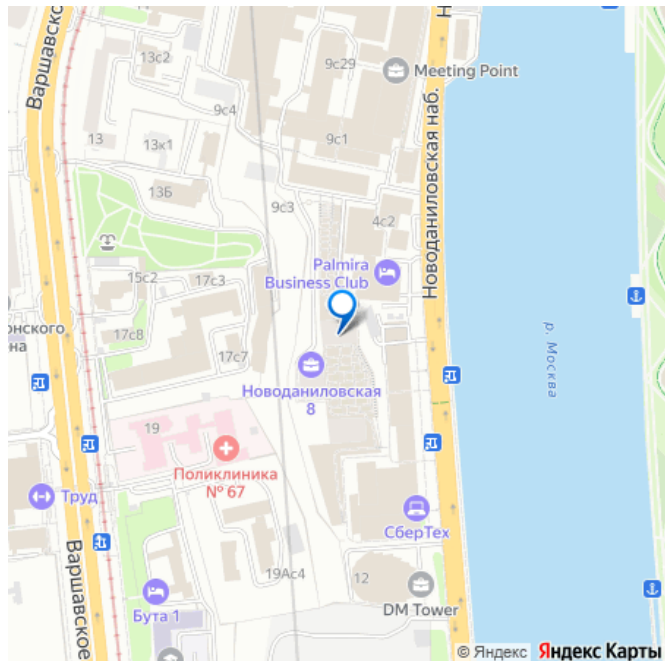 Варшавско
13с2
9с29
Meeting Point
Н
9с4
9с1
13
13к1
13Б
9с3
4с2
Новоданиловская наб.
Palmira
Business Club
15с2
17с3
онского
на
17с8
17с7
р. Москва
Новоданиловская
8
19
Поликлиника
№ 67
Труд
СберТех
Варшавское
19Ас4
12
Бута 1
DM Tower
© Яндекс Яндекс Карты